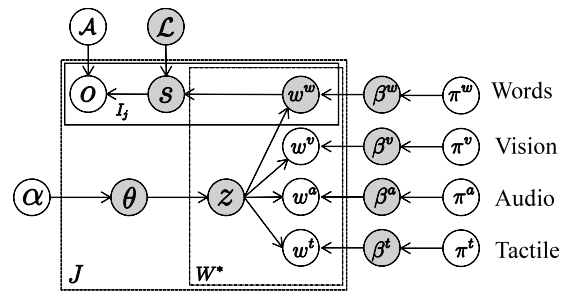 𝒜 ℒ
o s w^w β^w π^w Words
I_j
w^v β^v π^v Vision
α θ z w^a β^a π^a Audio
w^t β^t π^t Tactile
J W*